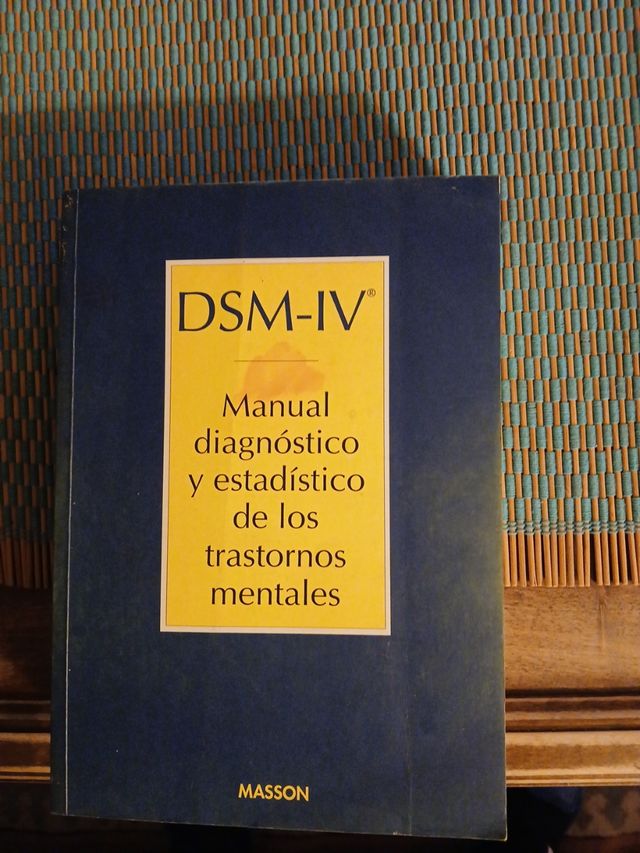 DSM-IV®
Manual
diagnóstico
y estadístico
de los
trastornos
mentales
MASSON